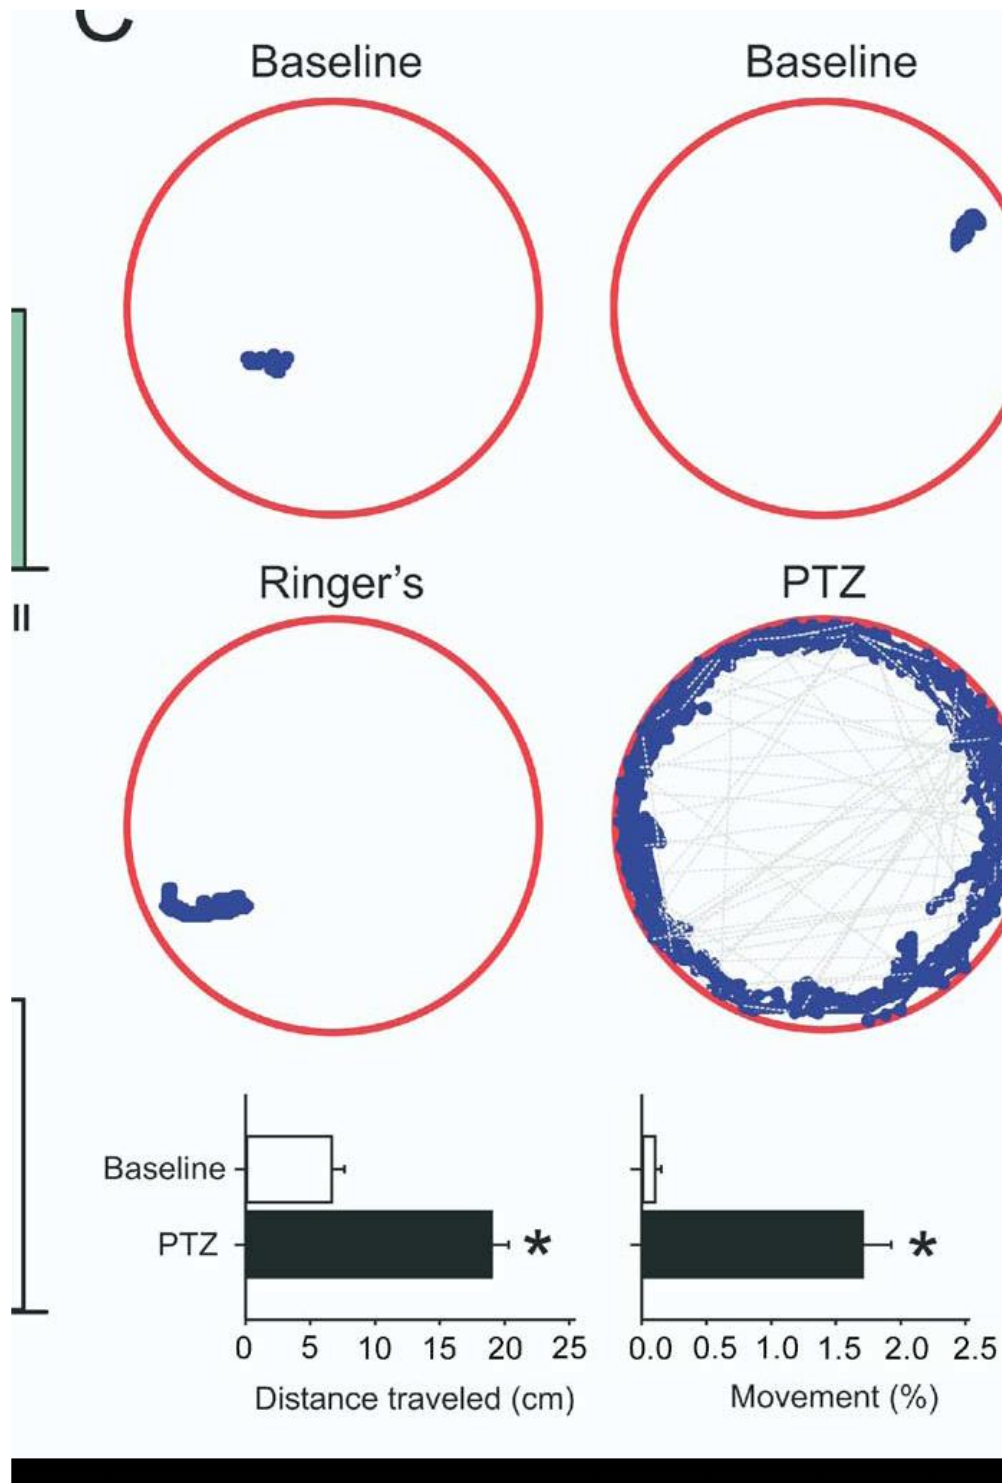 C
Baseline Baseline
Ringer's PTZ
II
Baseline
PTZ * *
0 5 10 15 20 25 0.0 0.5 1.0 1.5 2.0 2.5
Distance traveled (cm) Movement (%)